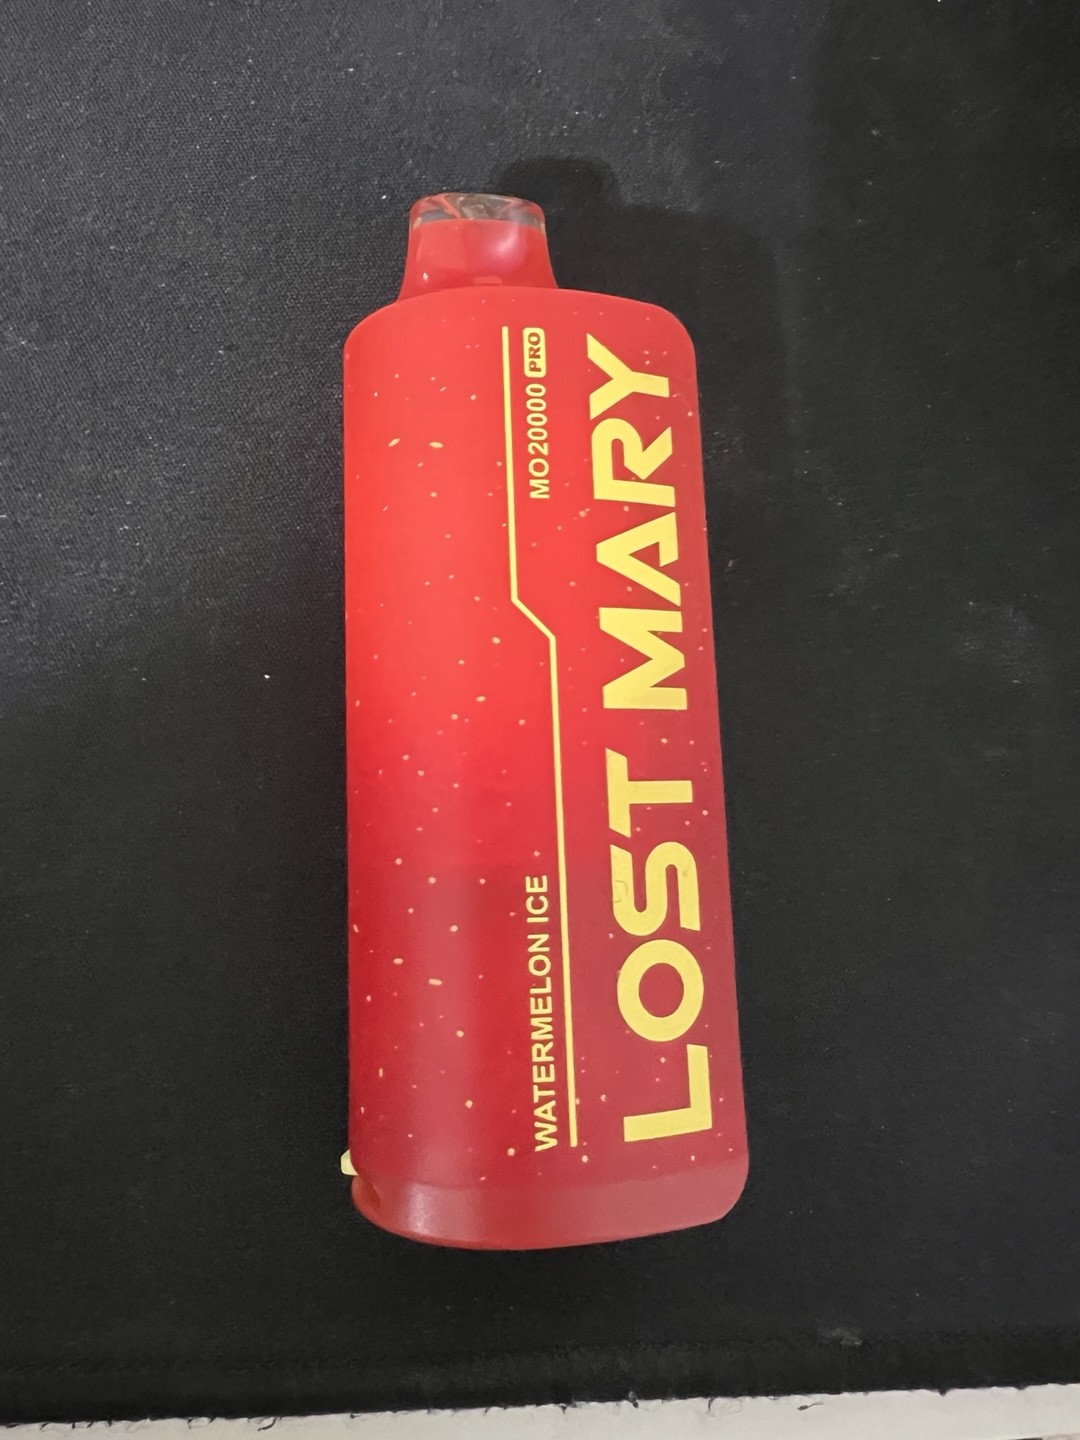 LOST MARY
MO20000 PRO
WATERMELON ICE